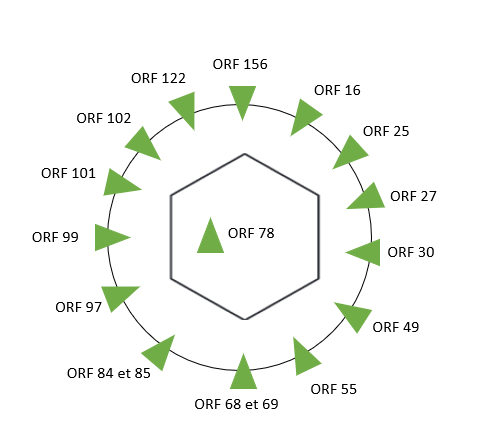 ORF 156
ORF 122
ORF 16
ORF 102
ORF 25
ORF 101
ORF 27
ORF 99
ORF 78
ORF 30
ORF 97
ORF 49
ORF 84 et 85
ORF 55
ORF 68 et 69